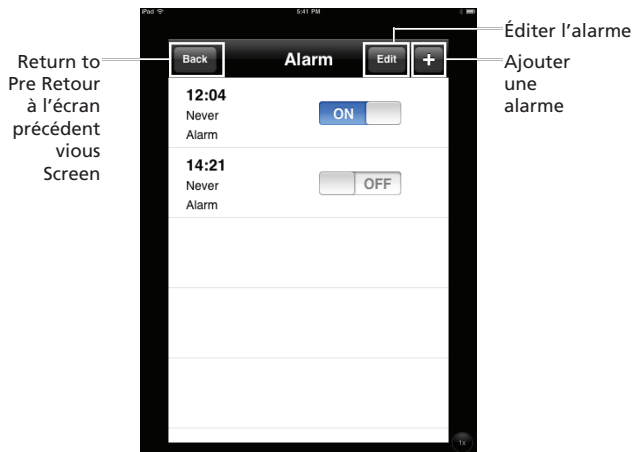 iPad 5:41 PM
Éditer l'alarme
Back Alarm Edit +
Return to
Pre Retour
à l'écran
précédent
vious
Screen
Ajouter
une
alarme
12:04
Never
Alarm
ON
14:21
Never
Alarm
OFF
1x